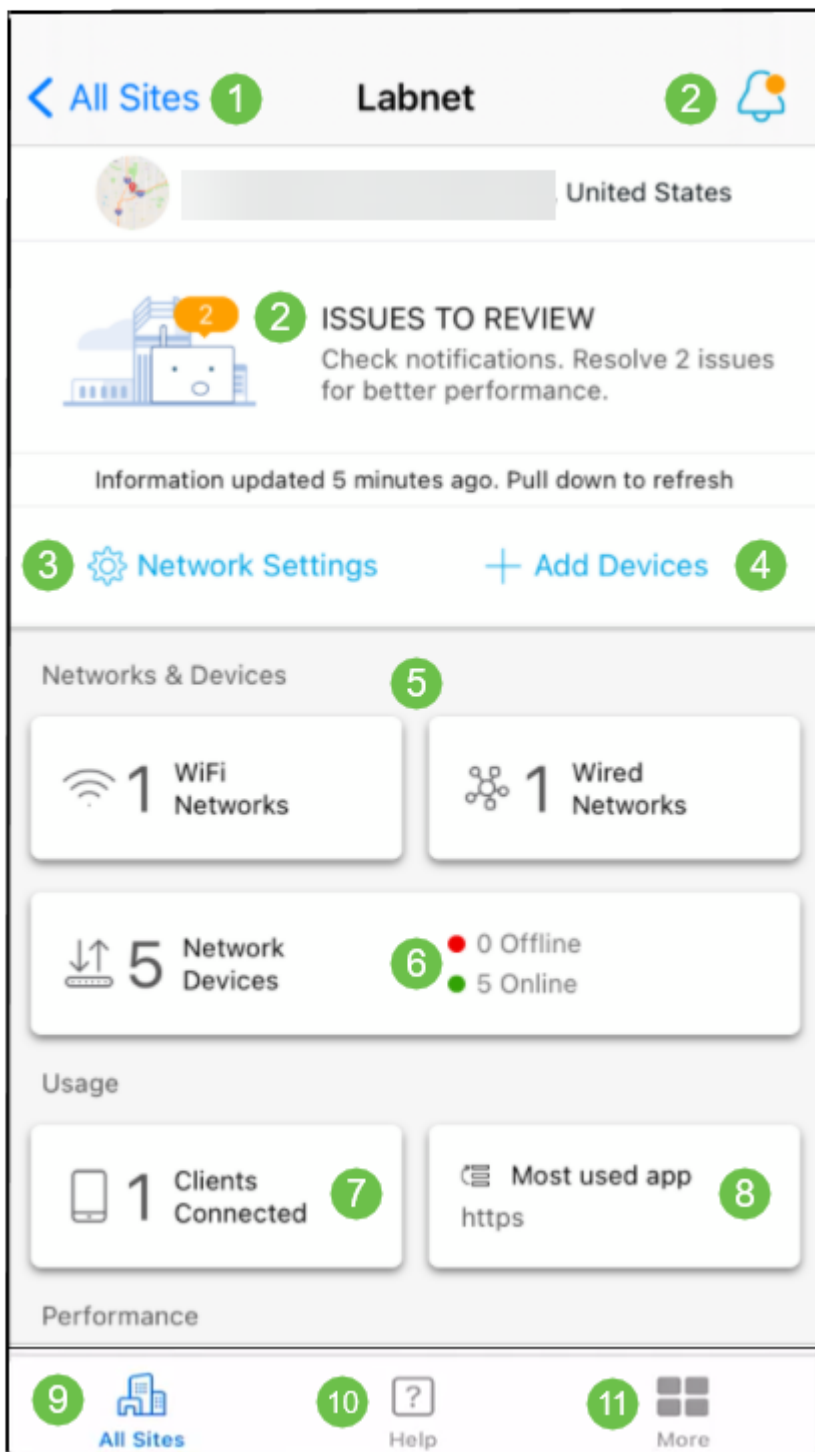 All Sites 1 Labnet 2
United States
2 2 ISSUES TO REVIEW
Check notifications. Resolve 2 issues
for better performance.
Information updated 5 minutes ago. Pull down to refresh
3 Network Settings + Add Devices 4
Networks & Devices 5
1 WiFi
Networks
1 Wired
Networks
5 Network
Devices
6
0 Offline
5 Online
Usage
1 Clients
Connected
7
Most used app
https
8
Performance
9 All Sites
10 ? Help
11 More